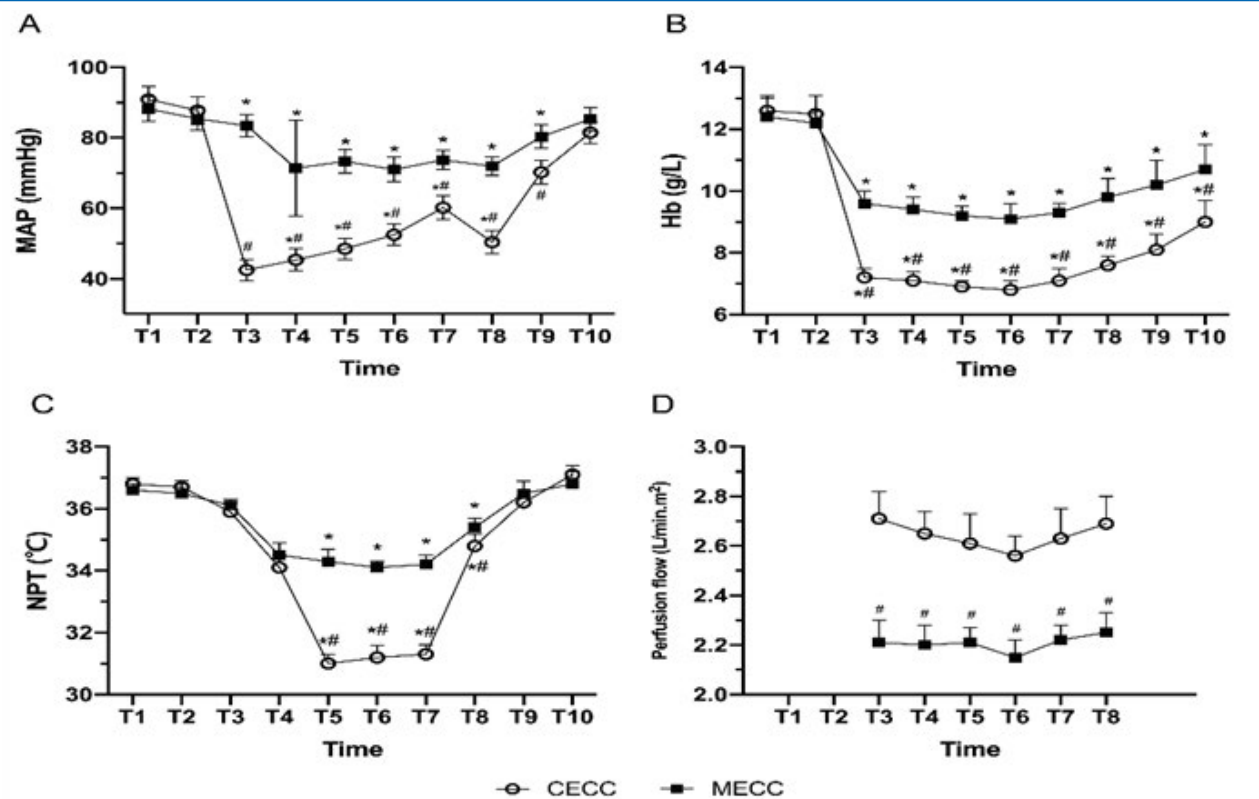 A
MAP (mmHg)
100
80
60
40
* * * * * * *
# *# *# *# *# *# #
T1 T2 T3 T4 T5 T6 T7 T8 T9 T10
Time
B
Hb (g/L)
14
12
10
8
6
* * * * * * * *
*# *# *# *# *# *# *# *#
T1 T2 T3 T4 T5 T6 T7 T8 T9 T10
Time
C
NPT (℃)
38
36
34
32
30
* * * *
*# *# *# *#
T1 T2 T3 T4 T5 T6 T7 T8 T9 T10
Time
D
Perfusion flow (L/min.m²)
3.0
2.8
2.6
2.4
2.2
2.0
# # # # # #
T1 T2 T3 T4 T5 T6 T7 T8
Time
CECC MECC